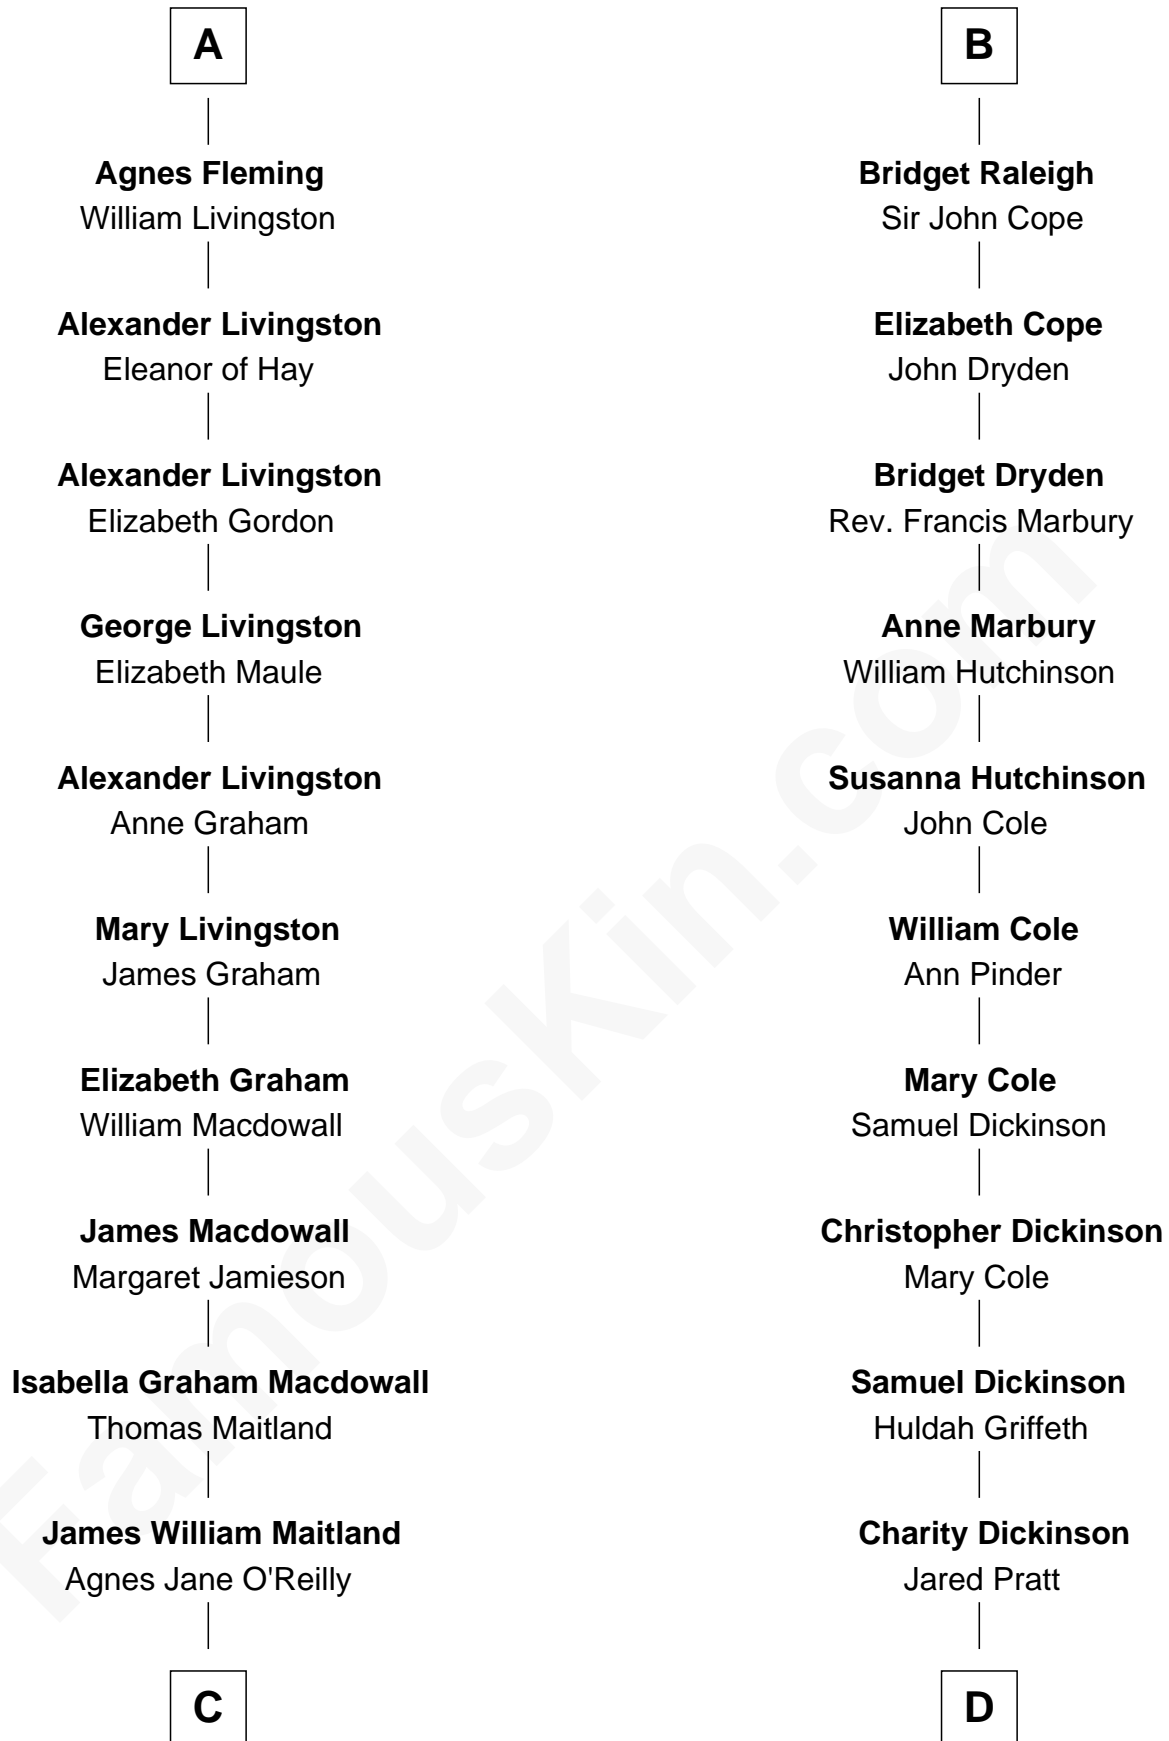 A
Agnes Fleming
William Livingston
Alexander Livingston
Eleanor of Hay
Alexander Livingston
Elizabeth Gordon
George Livingston
Elizabeth Maule
Alexander Livingston
Anne Graham
Mary Livingston
James Graham
Elizabeth Graham
William Macdowall
James Macdowall
Margaret Jamieson
Isabella Graham Macdowall
Thomas Maitland
James William Maitland
Agnes Jane O'Reilly
C
B
Bridget Raleigh
Sir John Cope
Elizabeth Cope
John Dryden
Bridget Dryden
Rev. Francis Marbury
Anne Marbury
William Hutchinson
Susanna Hutchinson
John Cole
William Cole
Ann Pinder
Mary Cole
Samuel Dickinson
Christopher Dickinson
Mary Cole
Samuel Dickinson
Huldah Griffeth
Charity Dickinson
Jared Pratt
D
FamousKin.com